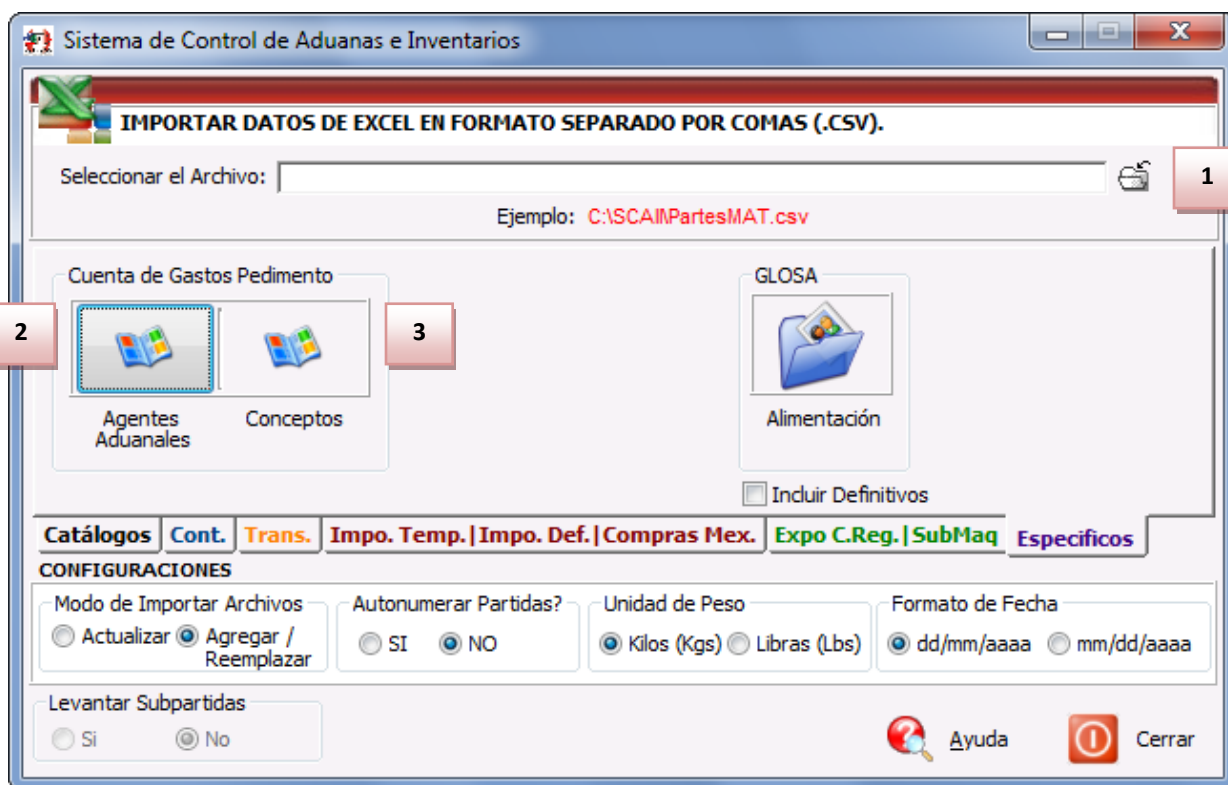 Sistema de Control de Aduanas e Inventarios
IMPORTAR DATOS DE EXCEL EN FORMATO SEPARADO POR COMAS (.CSV).
Seleccionar el Archivo:
1
Ejemplo: C:\SCAII\PartesMAT.csv
Cuenta de Gastos Pedimento
GLOSA
2
3
Agentes
Aduanales
Conceptos
Alimentación
Incluir Definitivos
Catálogos Cont. Trans. Impo. Temp.|Impo. Def.|Compras Mex. Expo C.Reg.|SubMaq Especificos
CONFIGURACIONES
Modo de Importar Archivos Autonumerar Partidas? Unidad de Peso Formato de Fecha
Actualizar Agregar /
Reemplazar
SI NO Kilos (Kgs) Libras (Lbs) dd/mm/aaaa mm/dd/aaaa
Levantar Subpartidas
Si No
Ayuda Cerrar